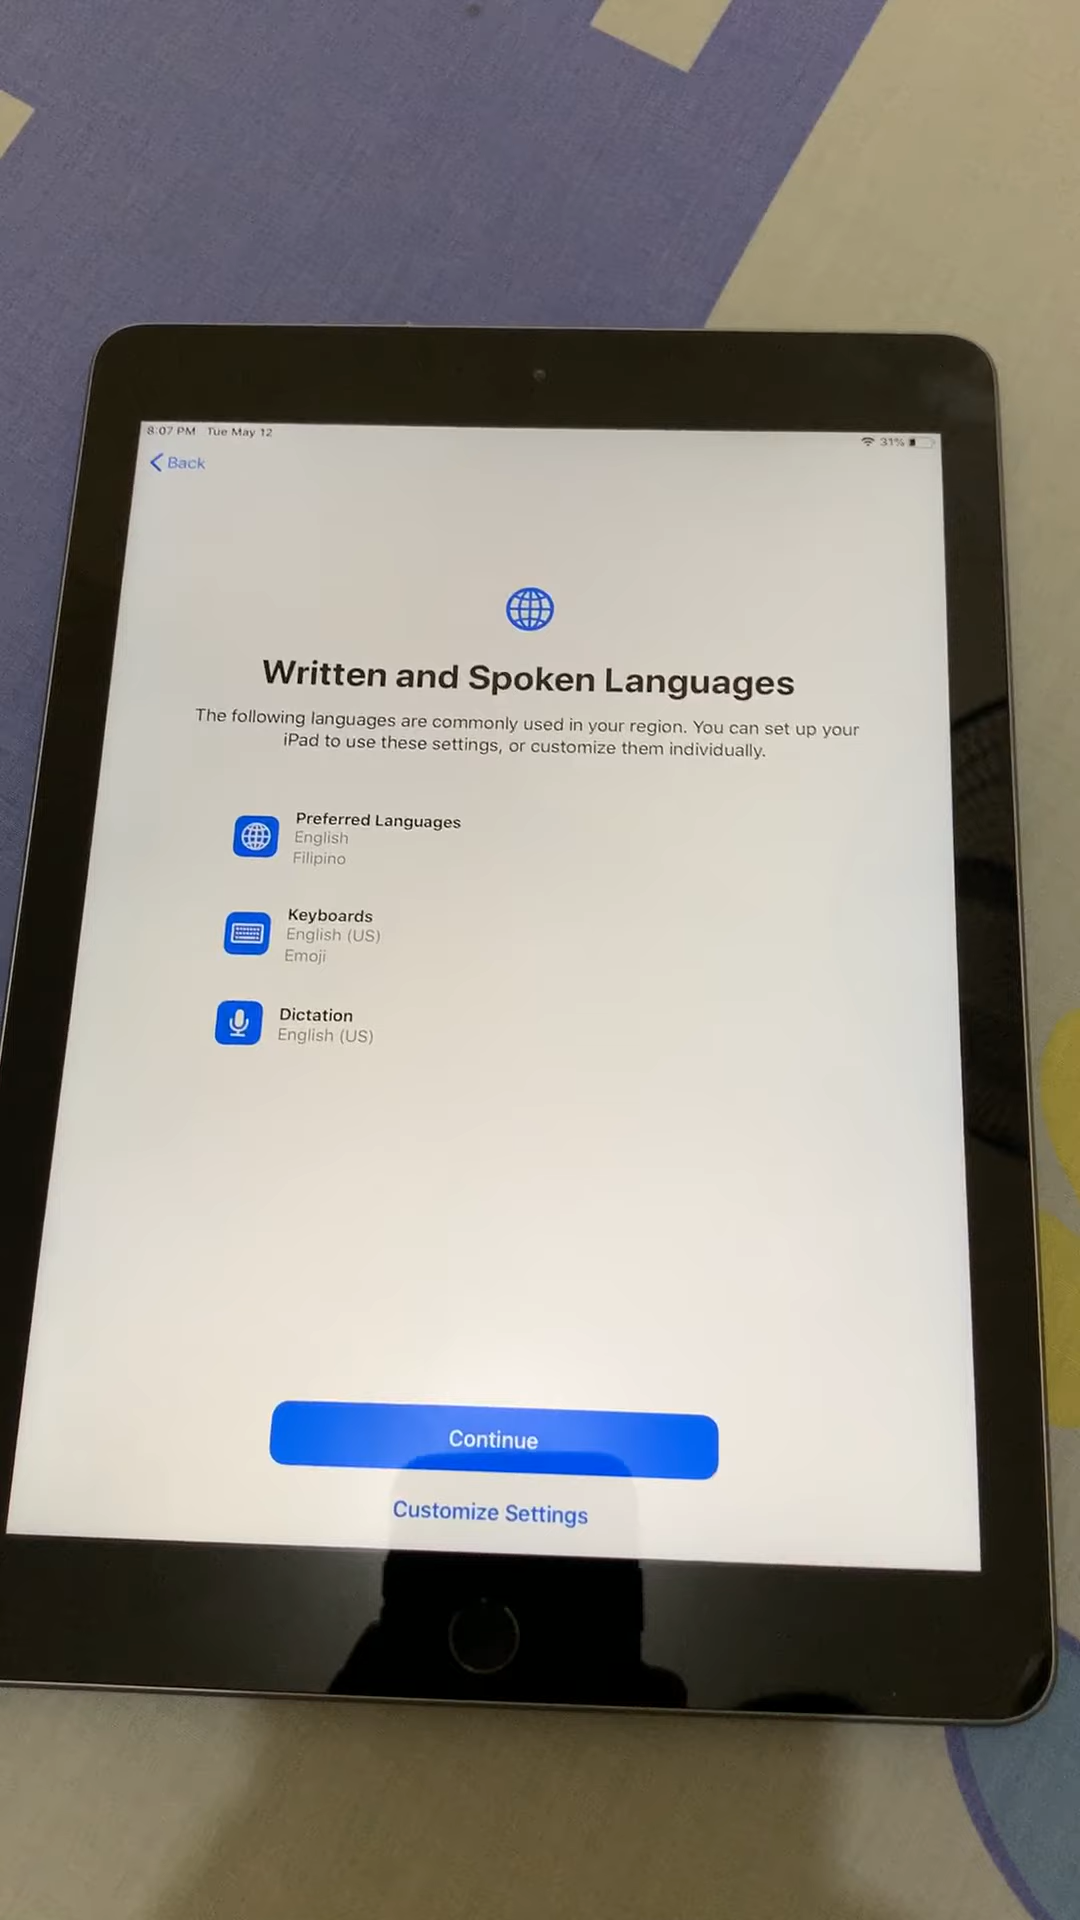 8:07 PM Tue May 12
31%
Back
Written and Spoken Languages
The following languages are commonly used in your region. You can set up your
iPad to use these settings, or customize them individually.
Preferred Languages
English
Filipino
Keyboards
English (US)
Emoji
Dictation
English (US)
Continue
Customize Settings